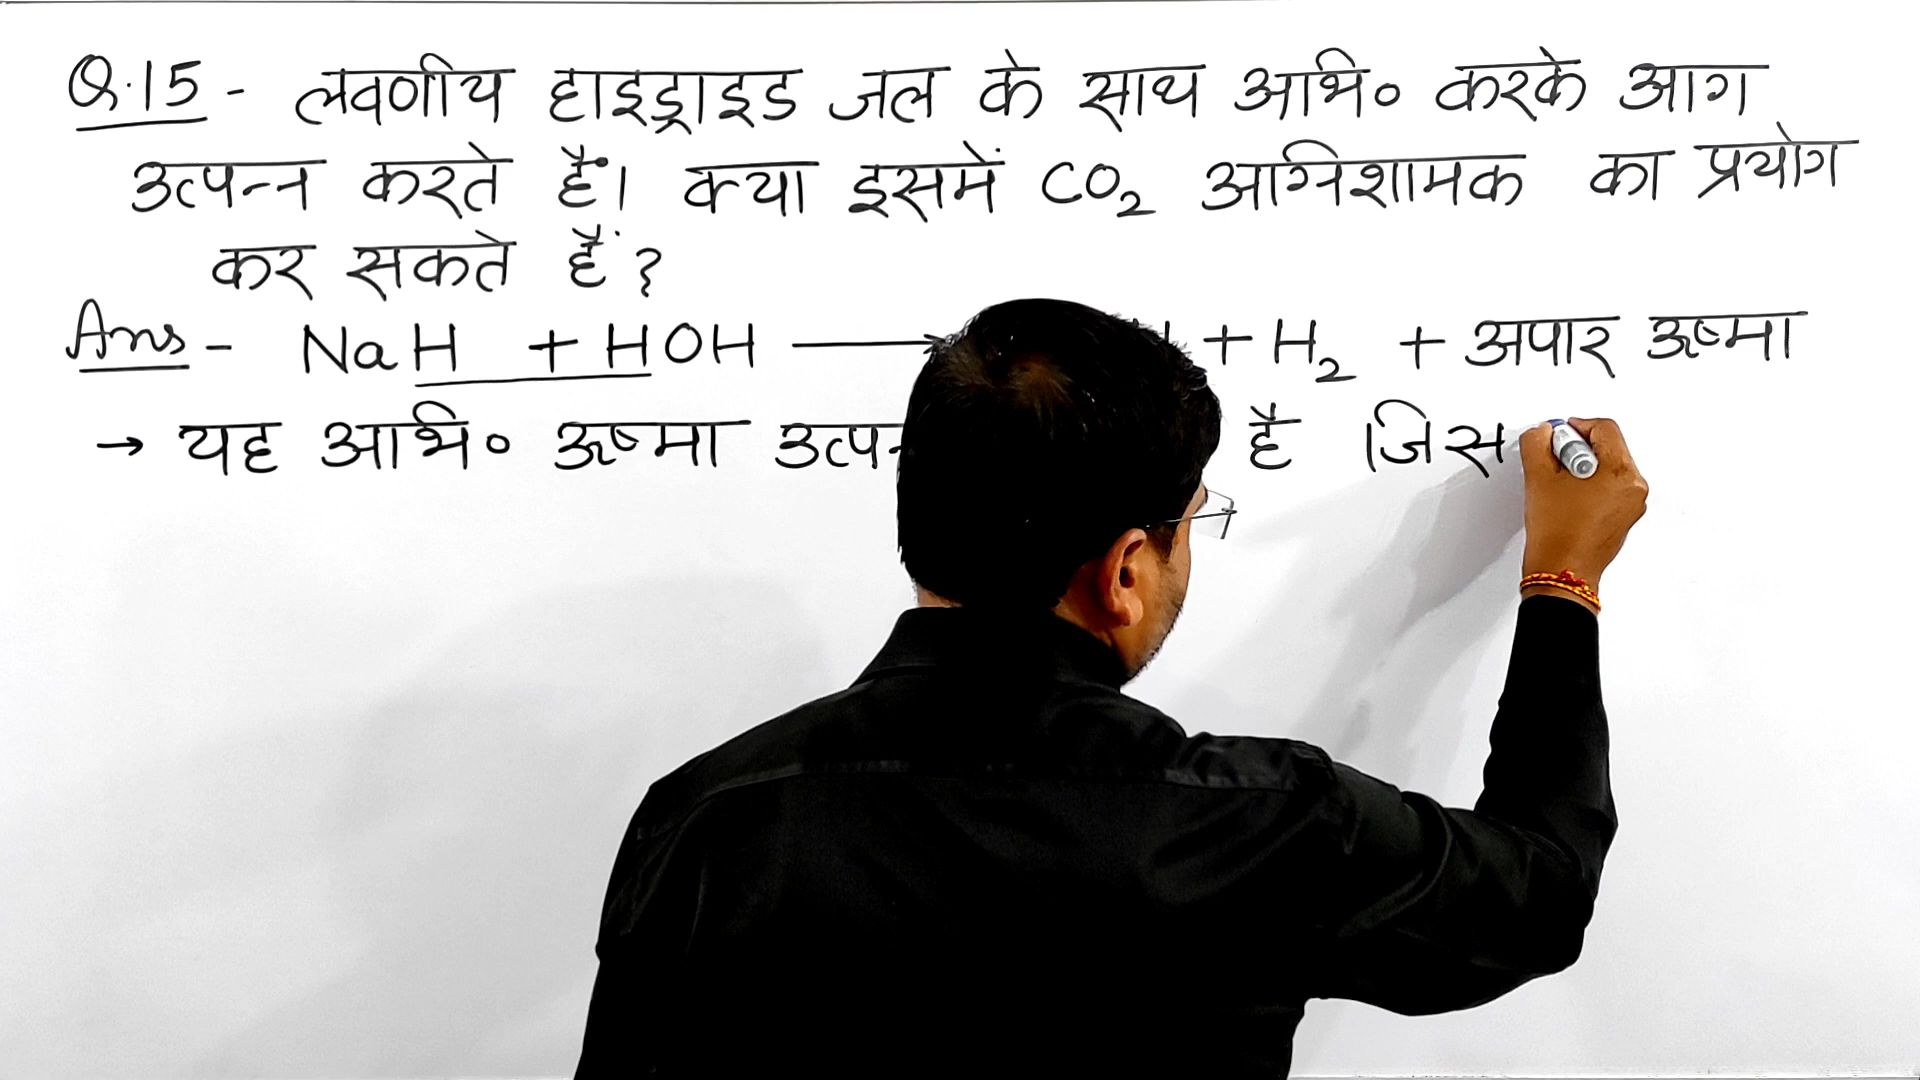 Q.15 - लवणीय हाइड्राइड जल के साथ अभि० करके आग
उत्पन्न करते हैं। क्या इसमें CO₂ अग्निशामक का प्रयोग
कर सकते हैं ?
Ans - NaH + HOH ⟶ + H₂ + अपार ऊष्मा
→ यह अभि० ऊष्मा है